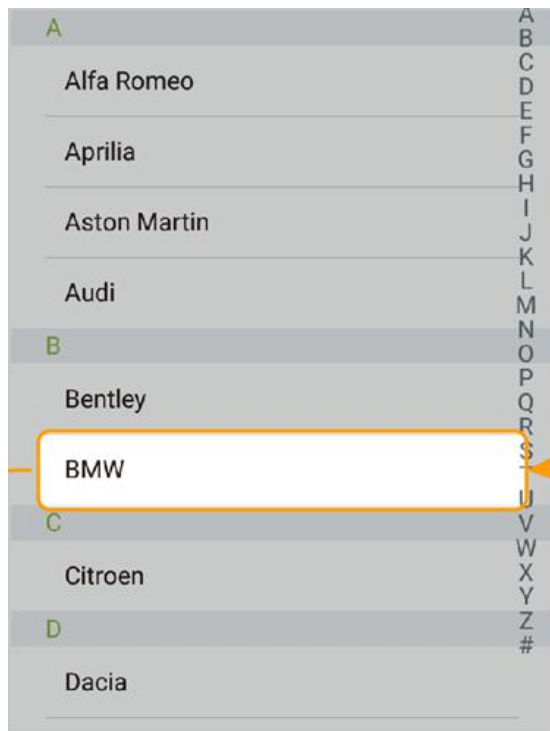 A
Alfa Romeo
Aprilia
Aston Martin
Audi
B
Bentley
BMW
C
Citroen
D
Dacia
A
B
C
D
E
F
G
H
I
J
K
L
M
N
O
P
Q
R
S
T
U
V
W
X
Y
Z
#